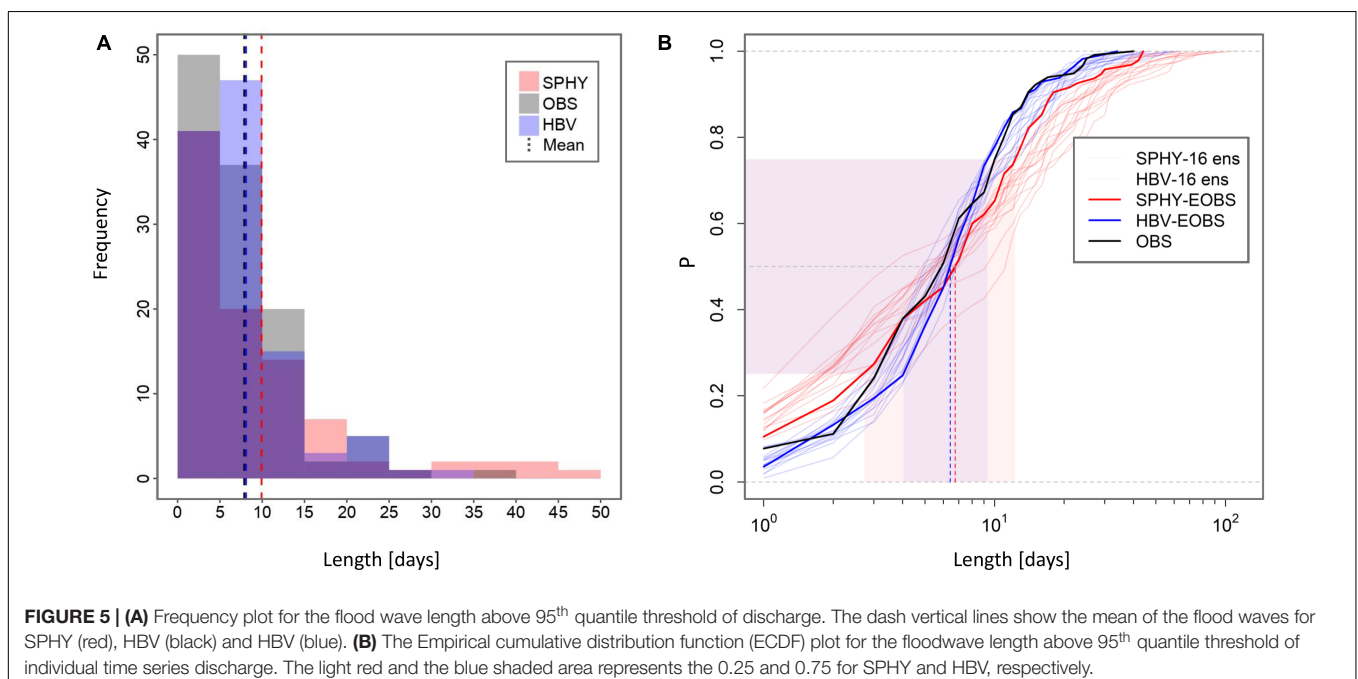 A
Frequency
50
40
30
20
10
0
SPHY
OBS
HBV
Mean
0 5 10 15 20 25 30 35 40 45 50
Length [days]
B
P
1.0
0.8
0.6
0.4
0.2
0.0
SPHY-16 ens
HBV-16 ens
SPHY-EOBS
HBV-EOBS
OBS
10⁰ 10¹ 10²
Length [days]
FIGURE 5 | (A) Frequency plot for the flood wave length above 95th quantile threshold of discharge. The dash vertical lines show the mean of the flood waves for
SPHY (red), HBV (black) and HBV (blue). (B) The Empirical cumulative distribution function (ECDF) plot for the floodwave length above 95th quantile threshold of
individual time series discharge. The light red and the blue shaded area represents the 0.25 and 0.75 for SPHY and HBV, respectively.